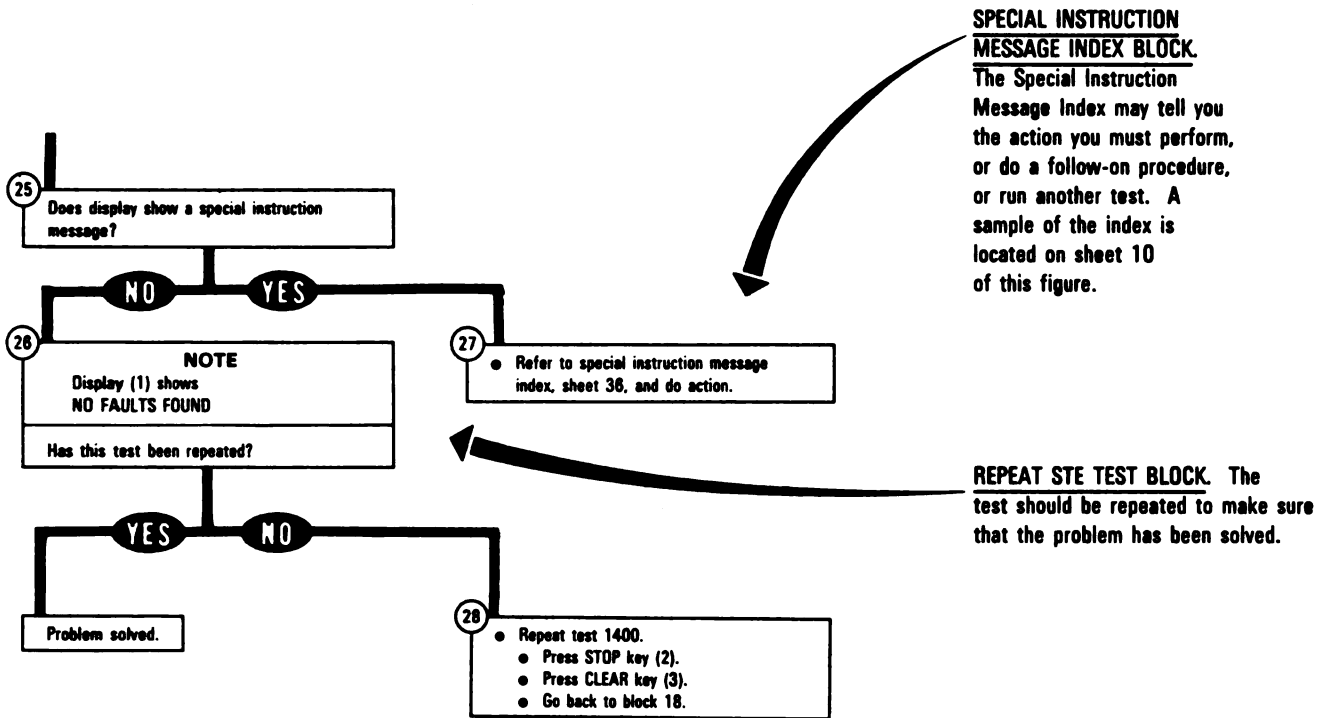 SPECIAL INSTRUCTION
MESSAGE INDEX BLOCK.
The Special Instruction
Message Index may tell you
the action you must perform,
or do a follow-on procedure,
or run another test. A
sample of the index is
located on sheet 10
of this figure.
25
Does display show a special instruction
message?
NO
YES
26
NOTE
Display (1) shows
NO FAULTS FOUND
Has this test been repeated?
27
● Refer to special instruction message
index, sheet 36, and do action.
REPEAT STE TEST BLOCK. The
test should be repeated to make sure
that the problem has been solved.
YES
NO
Problem solved.
28
● Repeat test 1400.
● Press STOP key (2).
● Press CLEAR key (3).
● Go back to block 18.